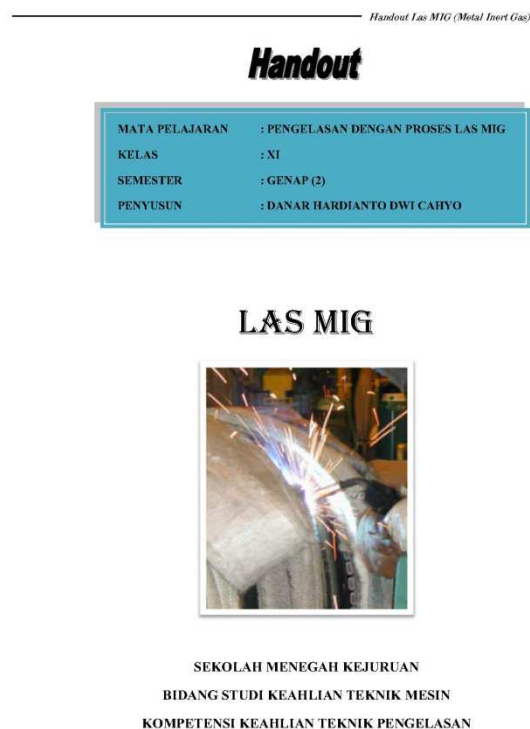 Handout Las MIG (Metal Inert Gas)
Handout
MATA PELAJARAN : PENGELASAN DENGAN PROSES LAS MIG
KELAS : XI
SEMESTER : GENAP (2)
PENYUSUN : DANAR HARDIANTO DWI CAHYO
LAS MIG
SEKOLAH MENEGAH KEJURUAN
BIDANG STUDI KEAHLIAN TEKNIK MESIN
KOMPETENSI KEAHLIAN TEKNIK PENGELASAN